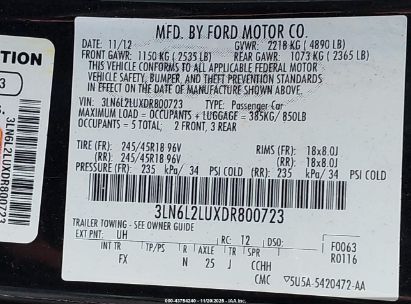 MFD. BY FORD MOTOR CO.
DATE: 11/12 GVWR: 2218 KG ( 4890 LB)
FRONT GAWR: 1150 KG ( 2535 LB) REAR GAWR: 1073 KG ( 2365 LB)
THIS VEHICLE CONFORMS TO ALL APPLICABLE FEDERAL MOTOR
VEHICLE SAFETY, BUMPER, AND THEFT PREVENTION STANDARDS
IN EFFECT ON THE DATE OF MANUFACTURE SHOWN ABOVE.
VIN: 3LN6L2LUXDR800723 TYPE: Passenger Car
MAXIMUM LOAD = OCCUPANTS + LUGGAGE = 385KG/ 850LB
OCCUPANTS = 5 TOTAL, 2 FRONT, 3 REAR
TIRE (FR): 245/45R18 96V RIMS (FR): 18x8.0J
245/45R18 96V (RR): 18x8.0J
PRESSURE (FR): 235 kPa/ 34 PSI COLD (RR): 235 kPa/ 34 PSI COLD
3LN6L2LUXDR800723
TRAILER TOWING - SEE OWNER GUIDE
EXT PNT: UH RC: 12 DSO: F0063
INT TR TP/PS R AXLE TR SPR R0116
FX N 25 J CCHH
▽5U5A-5420472-AA
TION
3
3LN6L2LUXDR800723